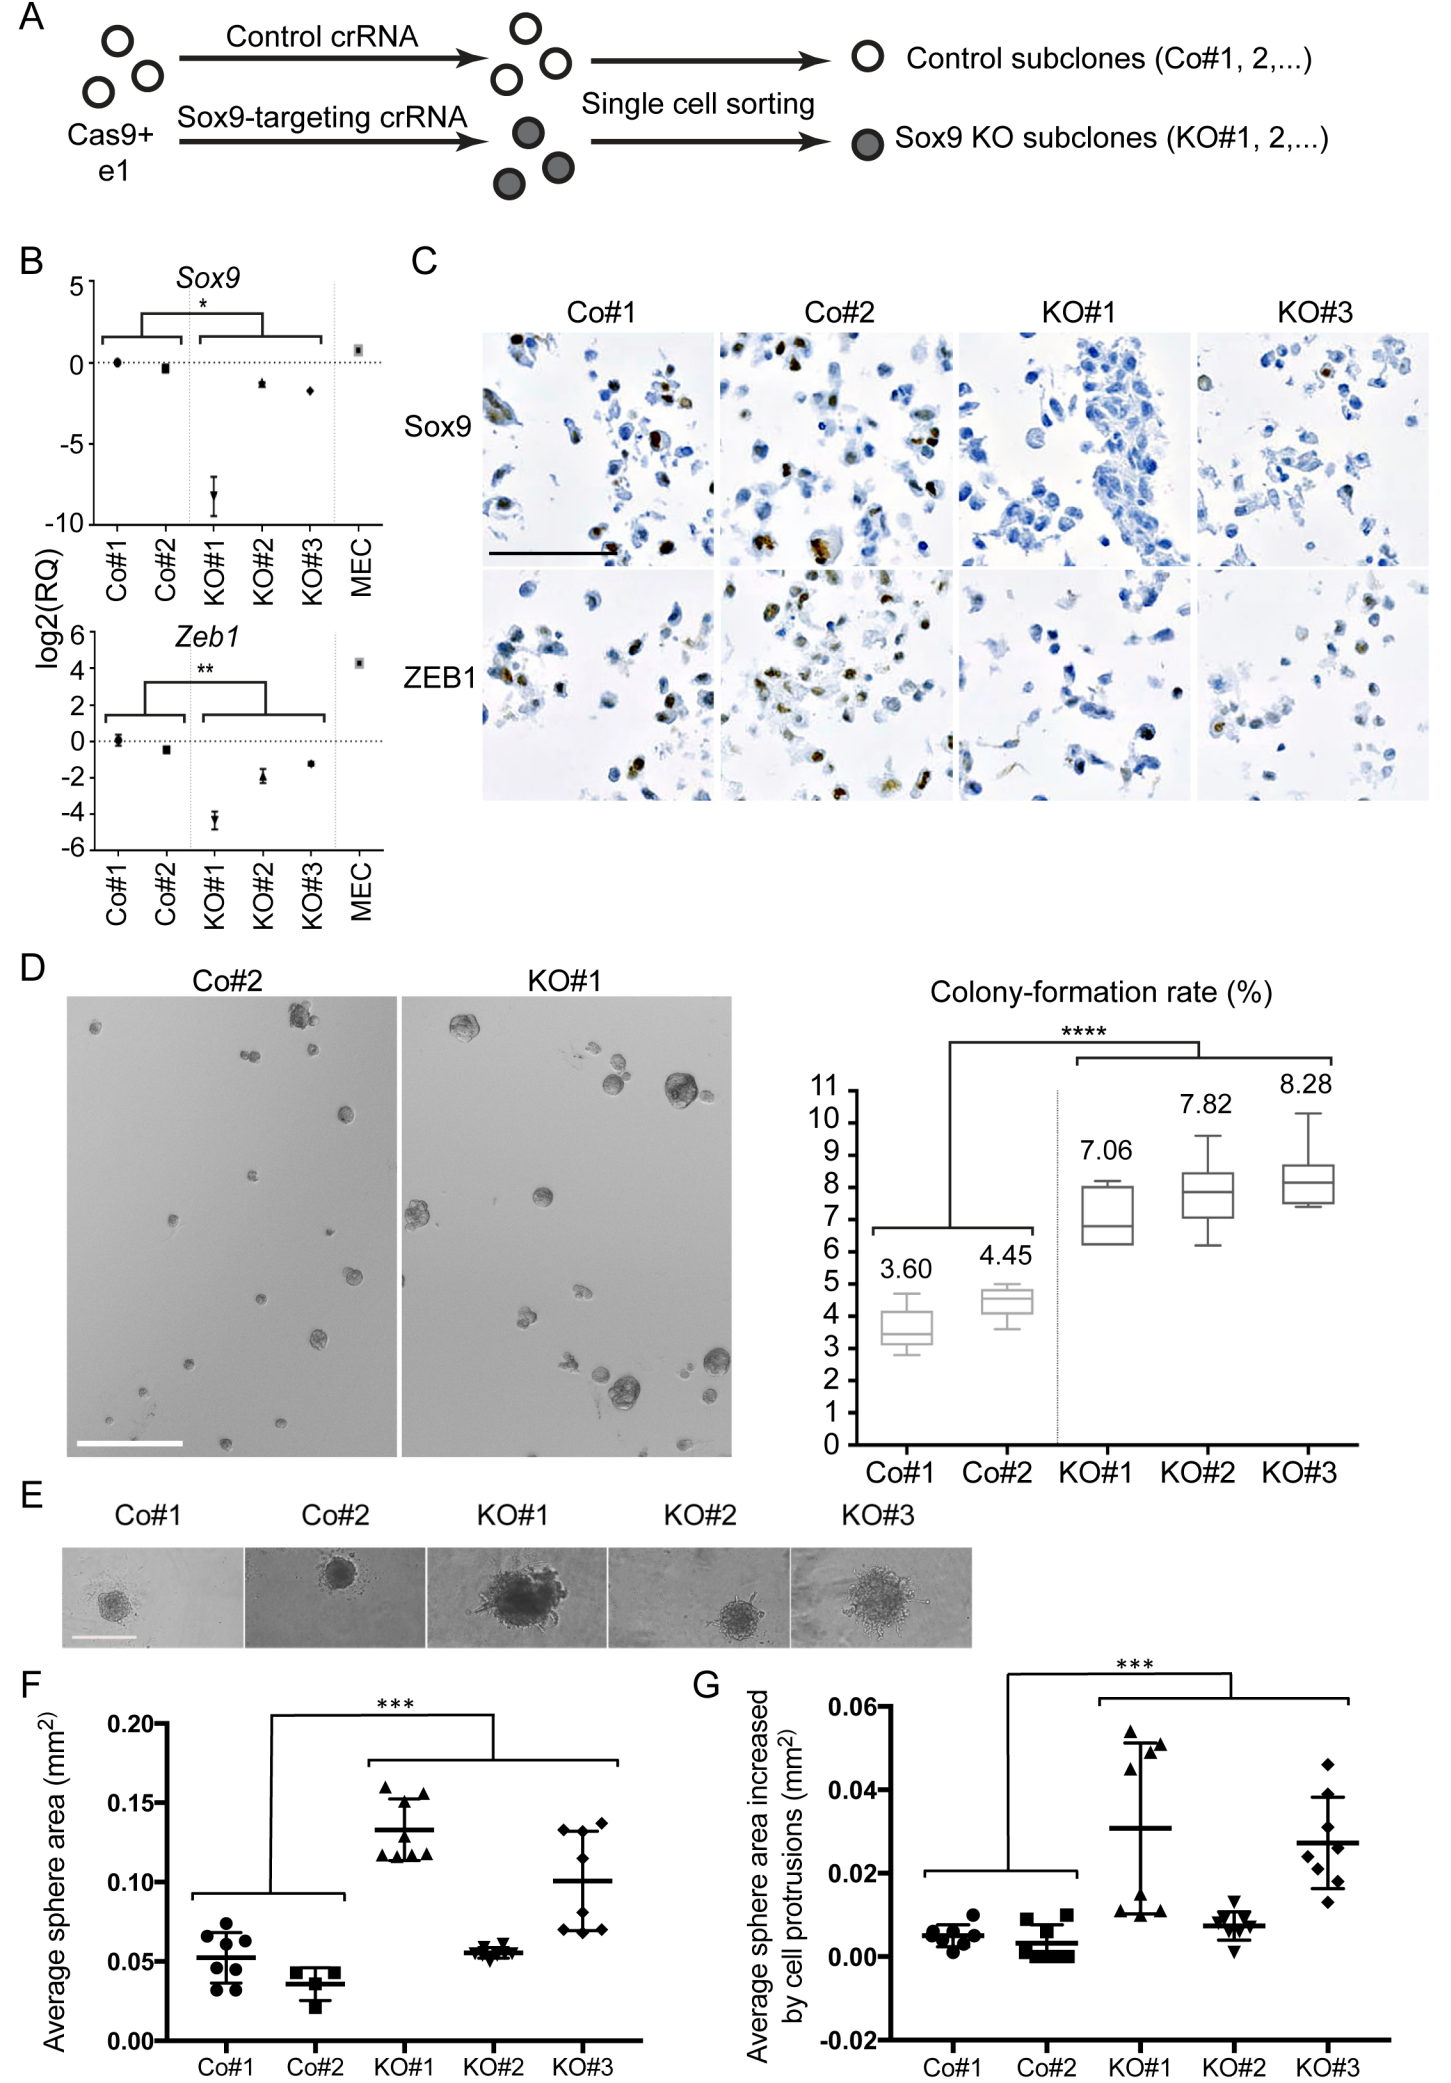 A
Control crRNA
Control subclones (Co#1, 2,...)
Single cell sorting
Sox9-targeting crRNA
Cas9+
e1
Sox9 KO subclones (KO#1, 2,...)
B
Sox9
*
5
0
-5
-10
Co#1 Co#2 KO#1 KO#2 KO#3 MEC
log2(RQ)
Zeb1
**
6
4
2
0
-2
-4
-6
Co#1 Co#2 KO#1 KO#2 KO#3 MEC
C
Co#1 Co#2 KO#1 KO#3
Sox9
ZEB1
D
Co#2 KO#1
Colony-formation rate (%)
****
11
10
9
8
7
6
5
4
3
2
1
0
3.60 4.45 7.06 7.82 8.28
Co#1 Co#2 KO#1 KO#2 KO#3
E
Co#1 Co#2 KO#1 KO#2 KO#3
F
Average sphere area (mm²)
***
0.20
0.15
0.10
0.05
0.00
Co#1 Co#2 KO#1 KO#2 KO#3
G
Average sphere area increased
by cell protrusions (mm²)
***
0.06
0.04
0.02
0.00
-0.02
Co#1 Co#2 KO#1 KO#2 KO#3